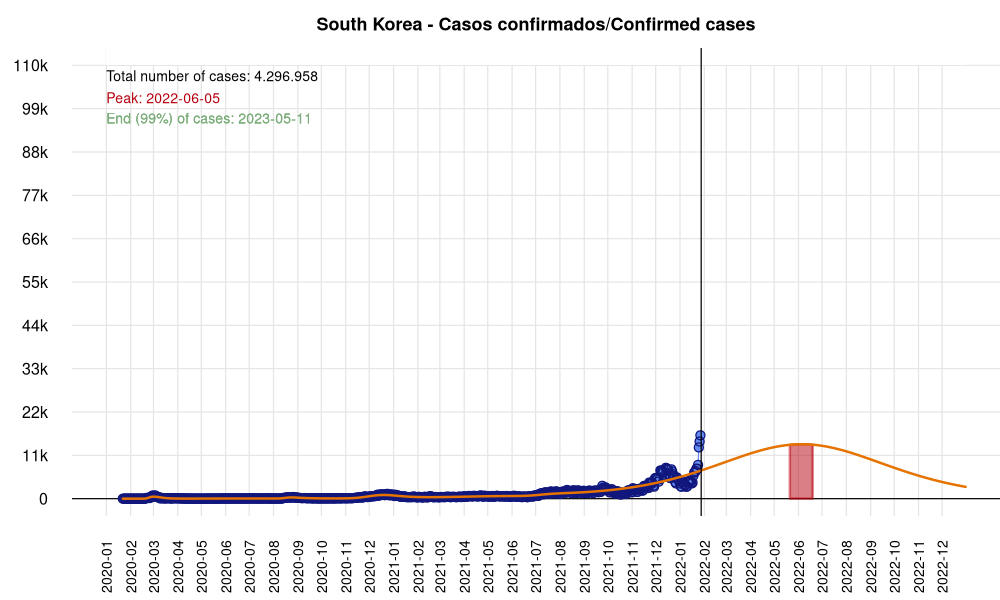 South Korea - Casos confirmados/Confirmed cases
110k
Total number of cases: 4.296.958
Peak: 2022-06-05
99k
End (99%) of cases: 2023-05-11
88k
77k
66k
55k
44k
33k
22k
11k
0
2020-01
2020-02
2020-03
2020-04
2020-05
2020-06
2020-07
2020-08
2020-09
2020-10
2020-11
2020-12
2021-01
2021-02
2021-03
2021-04
2021-05
2021-06
2021-07
2021-08
2021-09
2021-10
2021-11
2021-12
2022-01
2022-02
2022-03
2022-04
2022-05
2022-06
2022-07
2022-08
2022-09
2022-10
2022-11
2022-12